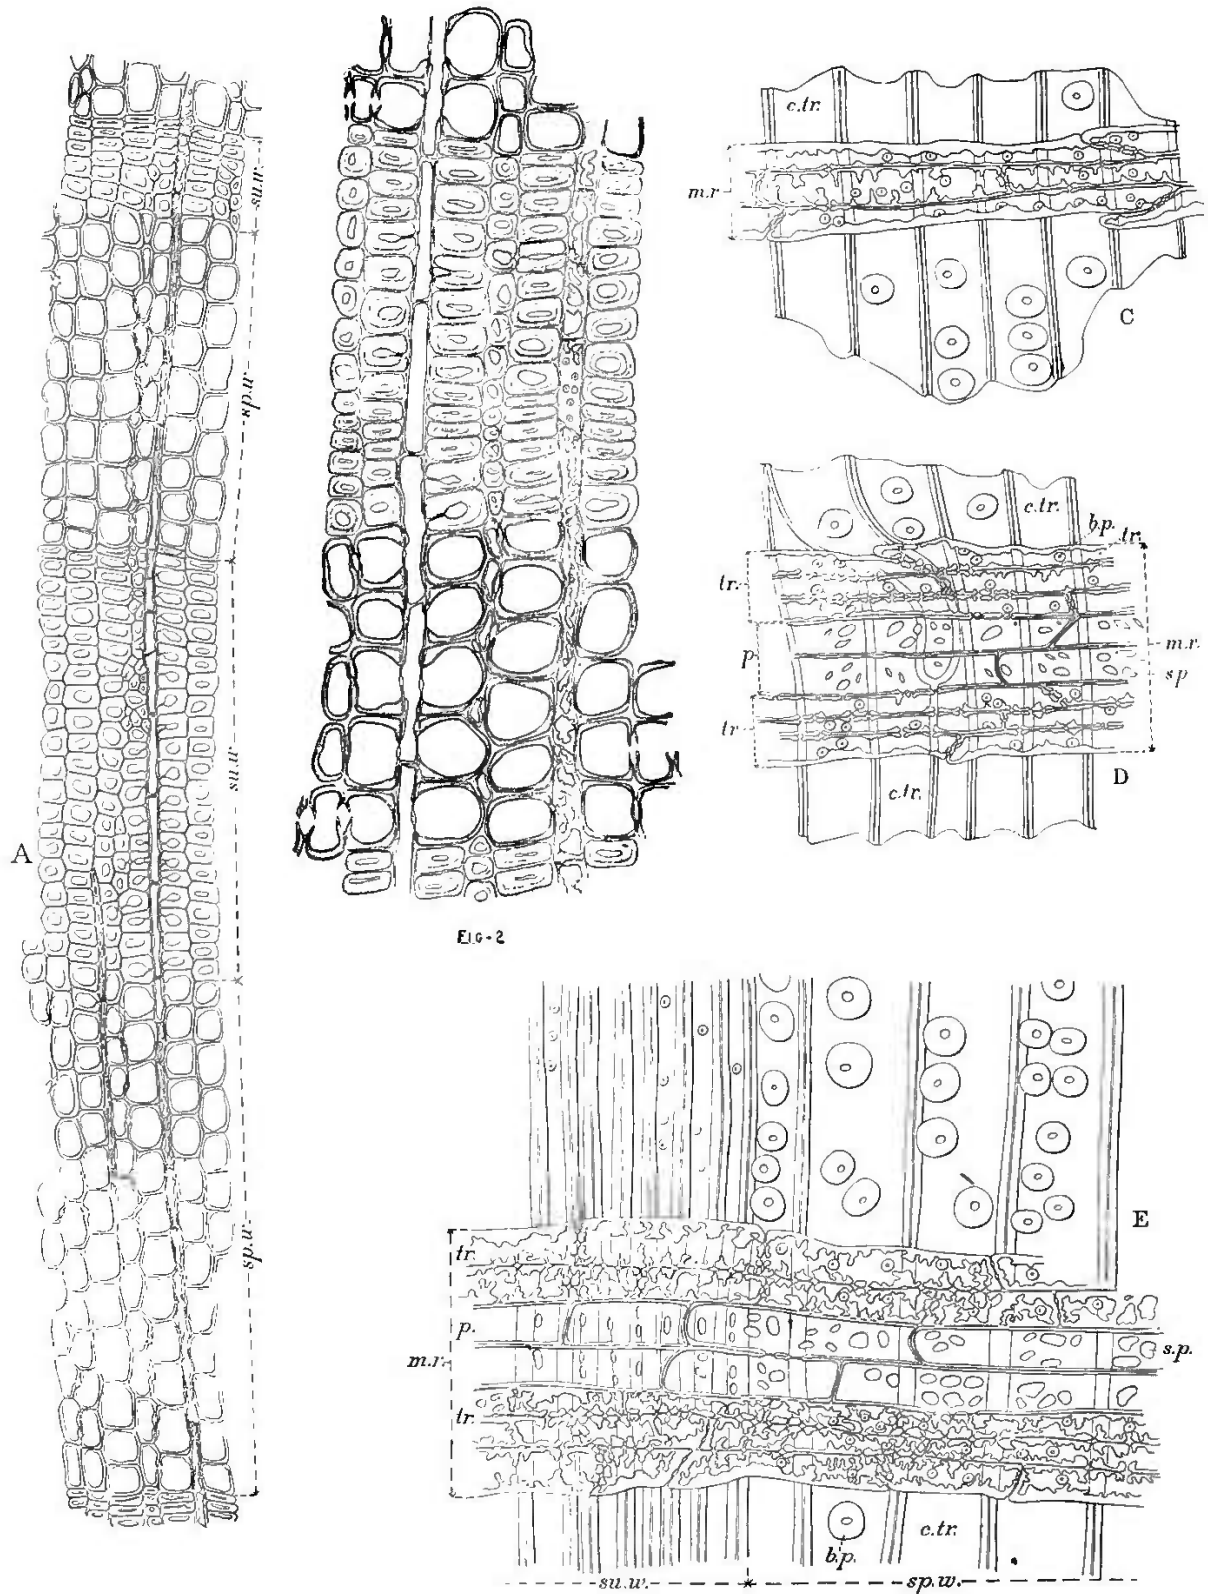 su.w.
sp.w.
su.w.
A
sp.w.
FIG-2
c.tr.
m.r
C
c.tr.
b.p.
tr.
tr.
p
m.r.
sp
tr
D
c.tr.
E
tr.
p.
s.p.
m.r.
tr.
c.tr.
b.p.
su.w. sp.w.